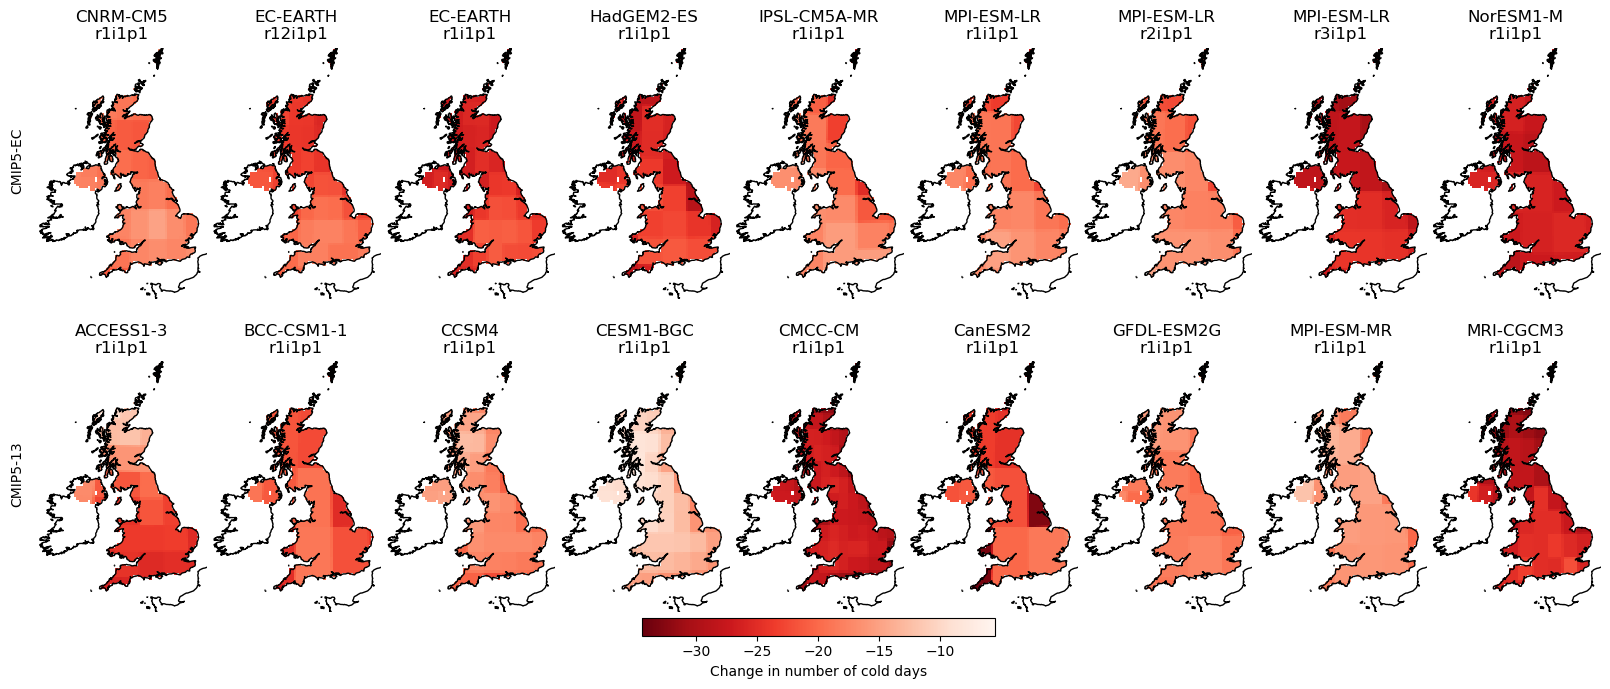 CNRM-CM5
r1i1p1
EC-EARTH
r12i1p1
EC-EARTH
r1i1p1
HadGEM2-ES
r1i1p1
IPSL-CM5A-MR
r1i1p1
MPI-ESM-LR
r1i1p1
MPI-ESM-LR
r2i1p1
MPI-ESM-LR
r3i1p1
NorESM1-M
r1i1p1
CMIP5-EC
ACCESS1-3
r1i1p1
BCC-CSM1-1
r1i1p1
CCSM4
r1i1p1
CESM1-BGC
r1i1p1
CMCC-CM
r1i1p1
CanESM2
r1i1p1
GFDL-ESM2G
r1i1p1
MPI-ESM-MR
r1i1p1
MRI-CGCM3
r1i1p1
CMIP5-13
−30 −25 −20 −15 −10
Change in number of cold days